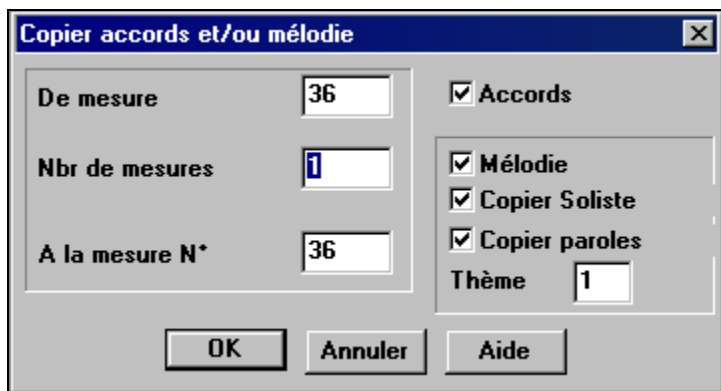 Copier accords et/ou mélodie
De mesure 36
Nbr de mesures 1
A la mesure N° 36
Accords
Mélodie
Copier Soliste
Copier paroles
Thème 1
OK Annuler Aide